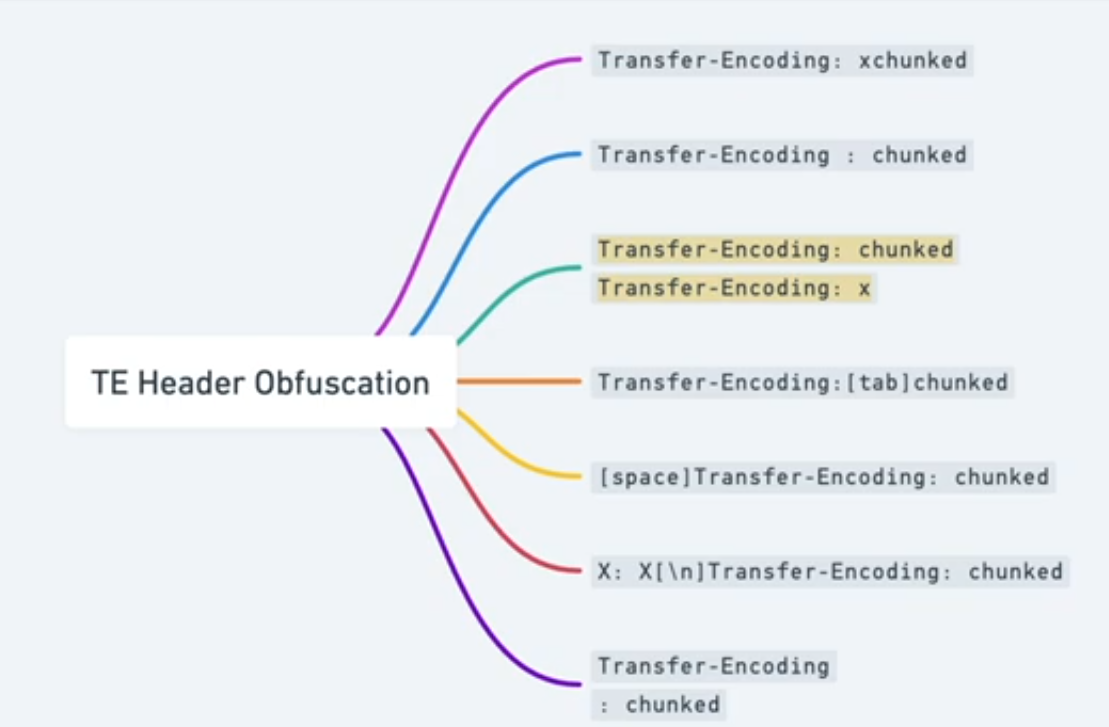 Transfer-Encoding: xchunked
Transfer-Encoding : chunked
Transfer-Encoding: chunked
Transfer-Encoding: x
TE Header Obfuscation
Transfer-Encoding:[tab]chunked
[space]Transfer-Encoding: chunked
X: X[\n]Transfer-Encoding: chunked
Transfer-Encoding
: chunked